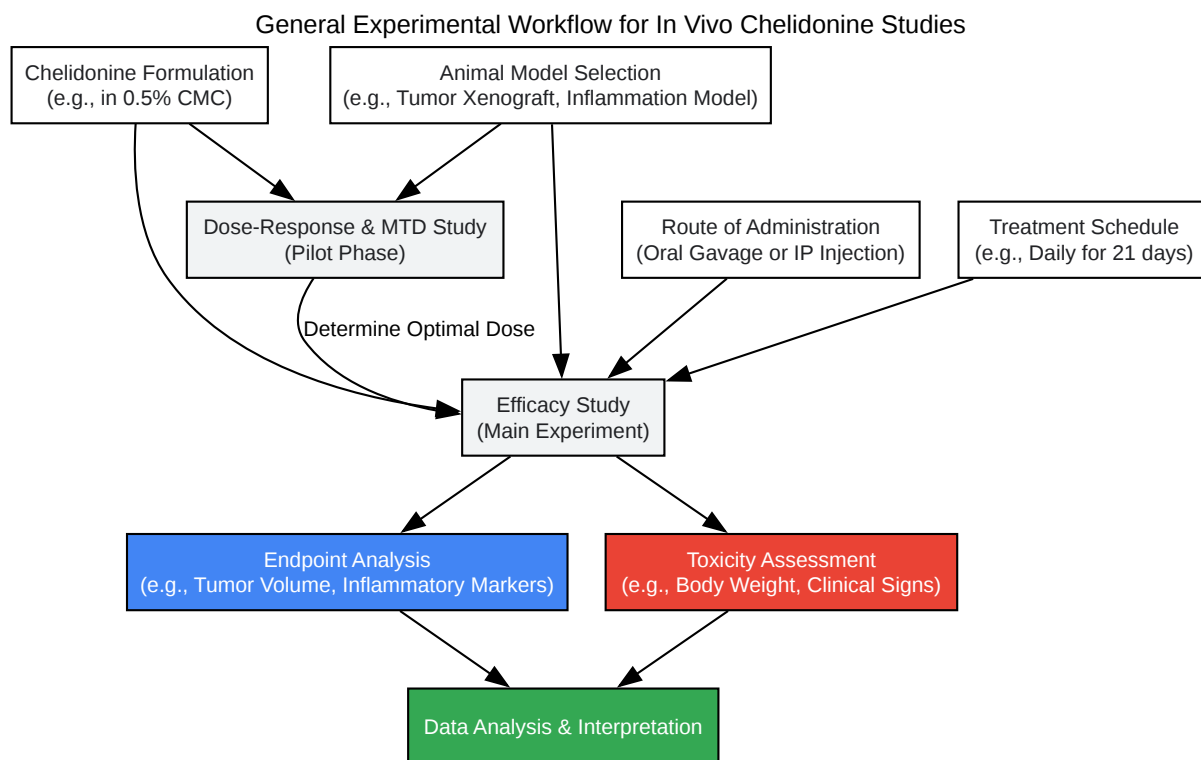 General Experimental Workflow for In Vivo Chelidonine Studies
Chelidonine Formulation
(e.g., in 0.5% CMC)
Animal Model Selection
(e.g., Tumor Xenograft, Inflammation Model)
Dose-Response & MTD Study
(Pilot Phase)
Route of Administration
(Oral Gavage or IP Injection)
Treatment Schedule
(e.g., Daily for 21 days)
Determine Optimal Dose
Efficacy Study
(Main Experiment)
Endpoint Analysis
(e.g., Tumor Volume, Inflammatory Markers)
Toxicity Assessment
(e.g., Body Weight, Clinical Signs)
Data Analysis & Interpretation